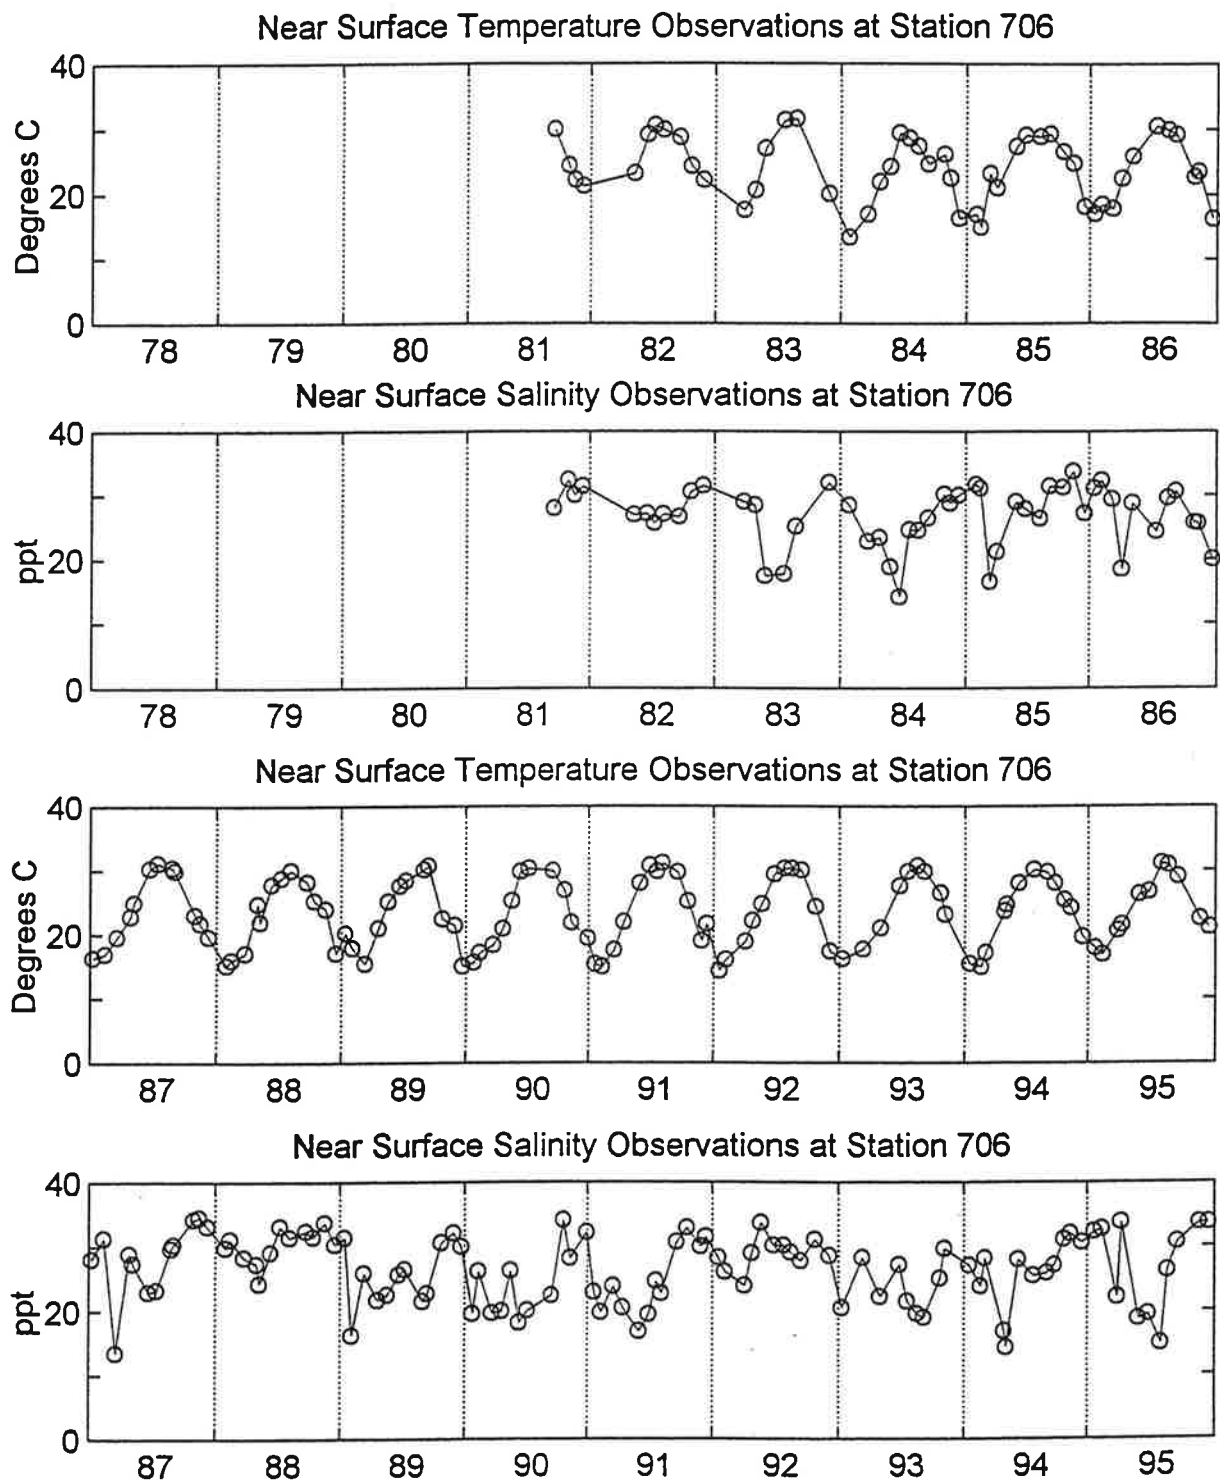 Near Surface Temperature Observations at Station 706
40
20
0
Degrees C
78 79 80 81 82 83 84 85 86
Near Surface Salinity Observations at Station 706
40
20
0
ppt
78 79 80 81 82 83 84 85 86
Near Surface Temperature Observations at Station 706
40
20
0
Degrees C
87 88 89 90 91 92 93 94 95
Near Surface Salinity Observations at Station 706
40
20
0
ppt
87 88 89 90 91 92 93 94 95